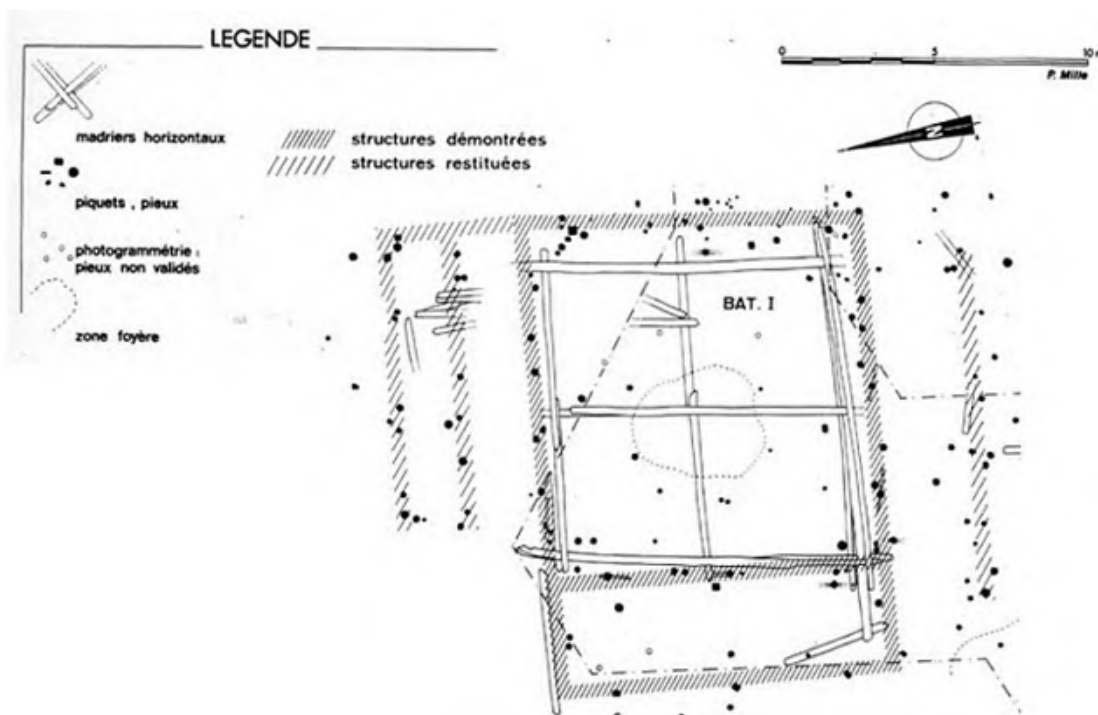 LEGENDE
madriers horizontaux
piquets , pieux
photogrammétrie :
pieux non validés
zone foyère
structures démontrées
structures restituées
0 5 10 m
P. Mille
N
BAT. I